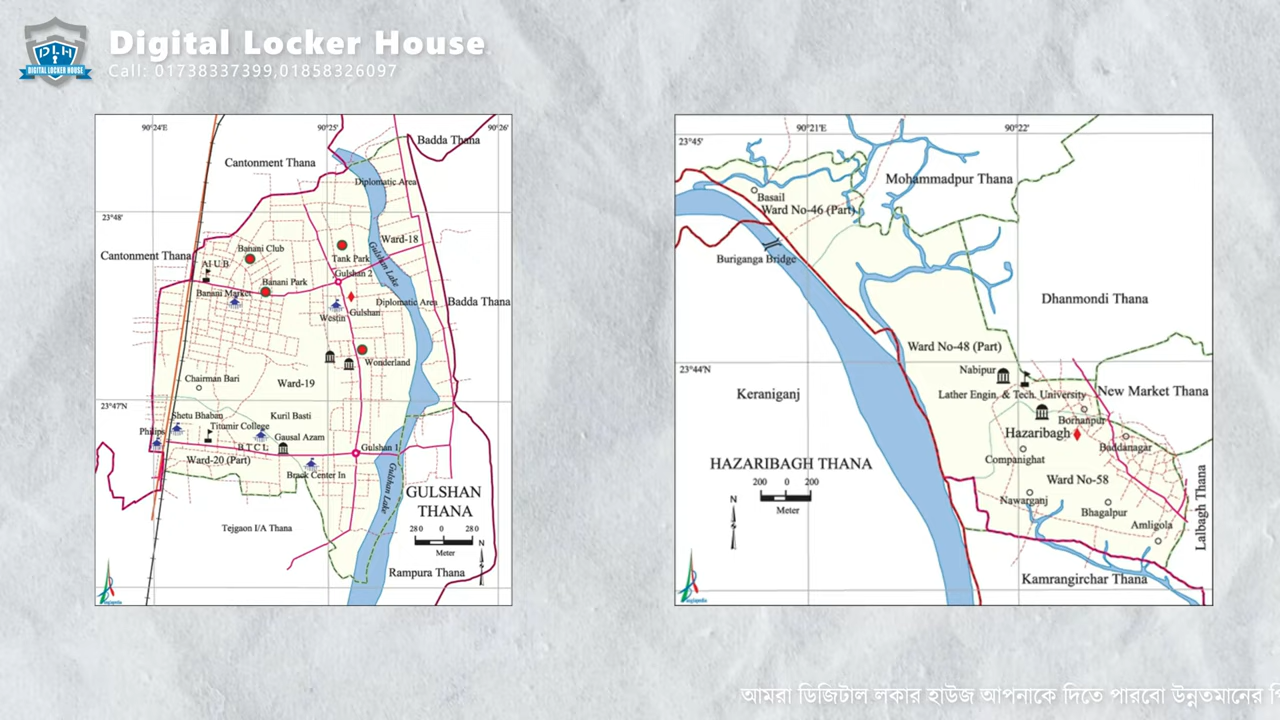 DLH
DIGITAL LOCKER HOUSE
Digital Locker House
Call: 01738337399,01858326097
90°24'E
90°25'
90°26'
Badda Thana
Cantonment Thana
Diplomatic Area
23°48'
Ward-18
Banani Club
Cantonment Thana
Tank Park
AI U B
Gulshan Lake
Gulshan 2
Banani Park
Banani Market
Diplomatic Area
Badda Thana
Gulshan
Westin
Wonderland
Chairman Bari
Ward-19
23°47'N
Shetu Bhaban
Kuril Basti
Titumir College
Philips
Gausal Azam
B T C L
Gulshan 1
Ward-20 (Part)
Brack Center In
Gulshan Lake
GULSHAN
THANA
Tejgaon I/A Thana
280 0 280
Meter
N
Rampura Thana
90°21'E
90°22'
23°45'
Mohammadpur Thana
Basail
Ward No-46 (Part)
Buriganga Bridge
Dhanmondi Thana
Ward No-48 (Part)
23°44'N
Nabipur
Keraniganj
New Market Thana
Lather Engin. & Tech. University
Borhanpur
Hazaribagh
Baddanagar
Companighat
HAZARIBAGH THANA
Ward No-58
200 0 200
Meter
N
Nawarganj
Bhagalpur
Amligola
Lalbagh Thana
Kamrangirchar Thana
আমরা ডিজিটাল লকার হাউজ আপনাকে দিতে পারবো উন্নতমানের